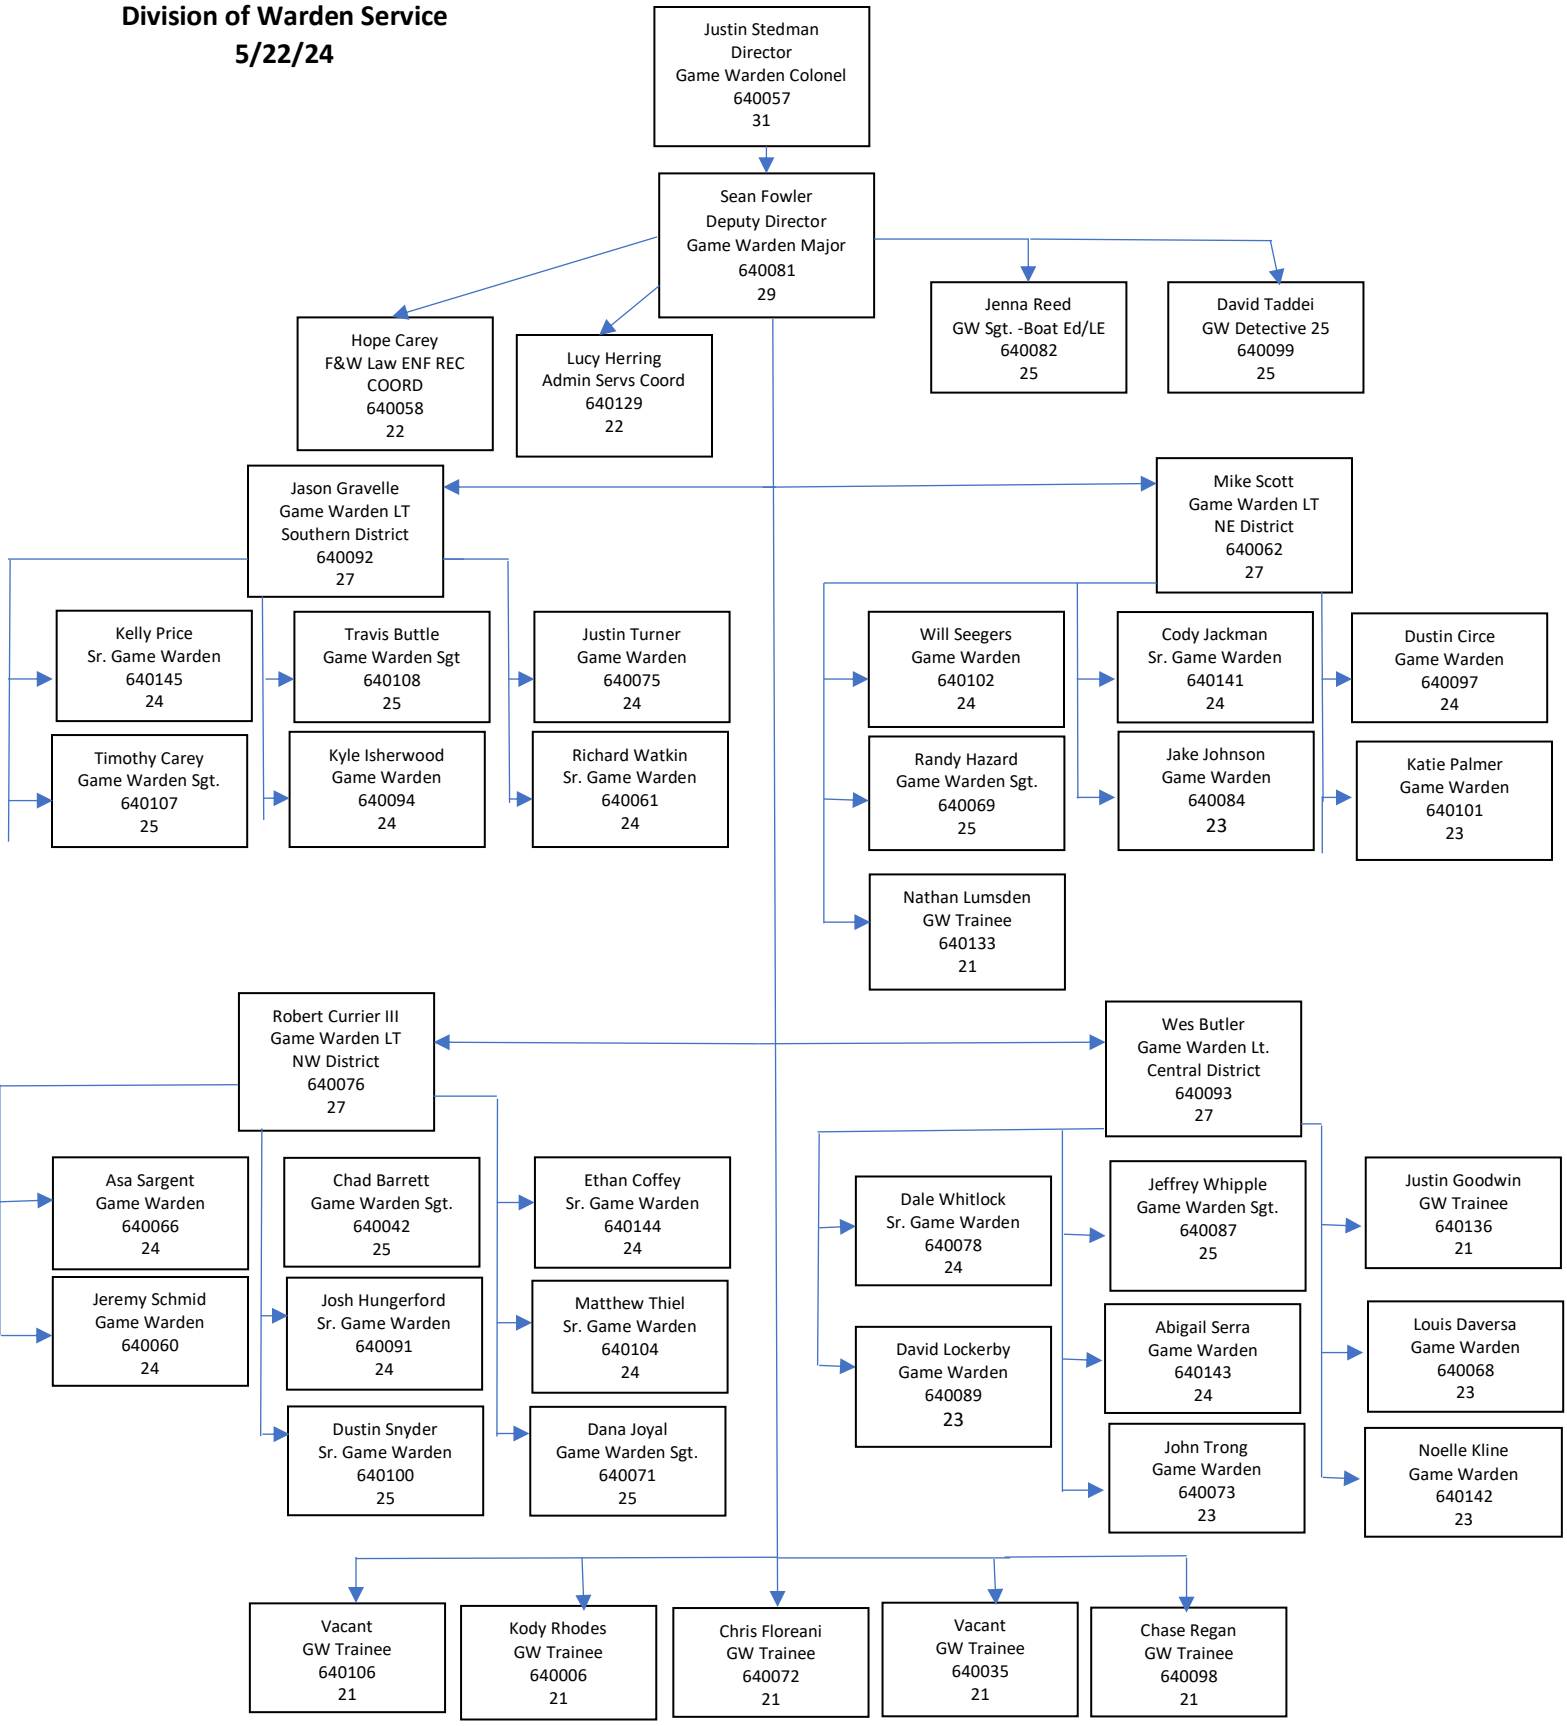 Division of Warden Service
5/22/24
Justin Stedman
Director
Game Warden Colonel
640057
31
Sean Fowler
Deputy Director
Game Warden Major
640081
29
Hope Carey
F&W Law ENF REC
COORD
640058
22
Lucy Herring
Admin Servs Coord
640129
22
Jenna Reed
GW Sgt. -Boat Ed/LE
640082
25
David Taddei
GW Detective 25
640099
25
Jason Gravelle
Game Warden LT
Southern District
640092
27
Mike Scott
Game Warden LT
NE District
640062
27
Kelly Price
Sr. Game Warden
640145
24
Travis Buttle
Game Warden Sgt
640108
25
Justin Turner
Game Warden
640075
24
Will Seegers
Game Warden
640102
24
Cody Jackman
Sr. Game Warden
640141
24
Dustin Circe
Game Warden
640097
24
Timothy Carey
Game Warden Sgt.
640107
25
Kyle Isherwood
Game Warden
640094
24
Richard Watkin
Sr. Game Warden
640061
24
Randy Hazard
Game Warden Sgt.
640069
25
Jake Johnson
Game Warden
640084
23
Katie Palmer
Game Warden
640101
23
Nathan Lumsden
GW Trainee
640133
21
Robert Currier III
Game Warden LT
NW District
640076
27
Wes Butler
Game Warden Lt.
Central District
640093
27
Asa Sargent
Game Warden
640066
24
Chad Barrett
Game Warden Sgt.
640042
25
Ethan Coffey
Sr. Game Warden
640144
24
Dale Whitlock
Sr. Game Warden
640078
24
Jeffrey Whipple
Game Warden Sgt.
640087
25
Justin Goodwin
GW Trainee
640136
21
Jeremy Schmid
Game Warden
640060
24
Josh Hungerford
Sr. Game Warden
640091
24
Matthew Thiel
Sr. Game Warden
640104
24
David Lockerby
Game Warden
640089
23
Abigail Serra
Game Warden
640143
24
Louis Daversa
Game Warden
640068
23
Dustin Snyder
Sr. Game Warden
640100
25
Dana Joyal
Game Warden Sgt.
640071
25
John Trong
Game Warden
640073
23
Noelle Kline
Game Warden
640142
23
Vacant
GW Trainee
640106
21
Kody Rhodes
GW Trainee
640006
21
Chris Floreani
GW Trainee
640072
21
Vacant
GW Trainee
640035
21
Chase Regan
GW Trainee
640098
21